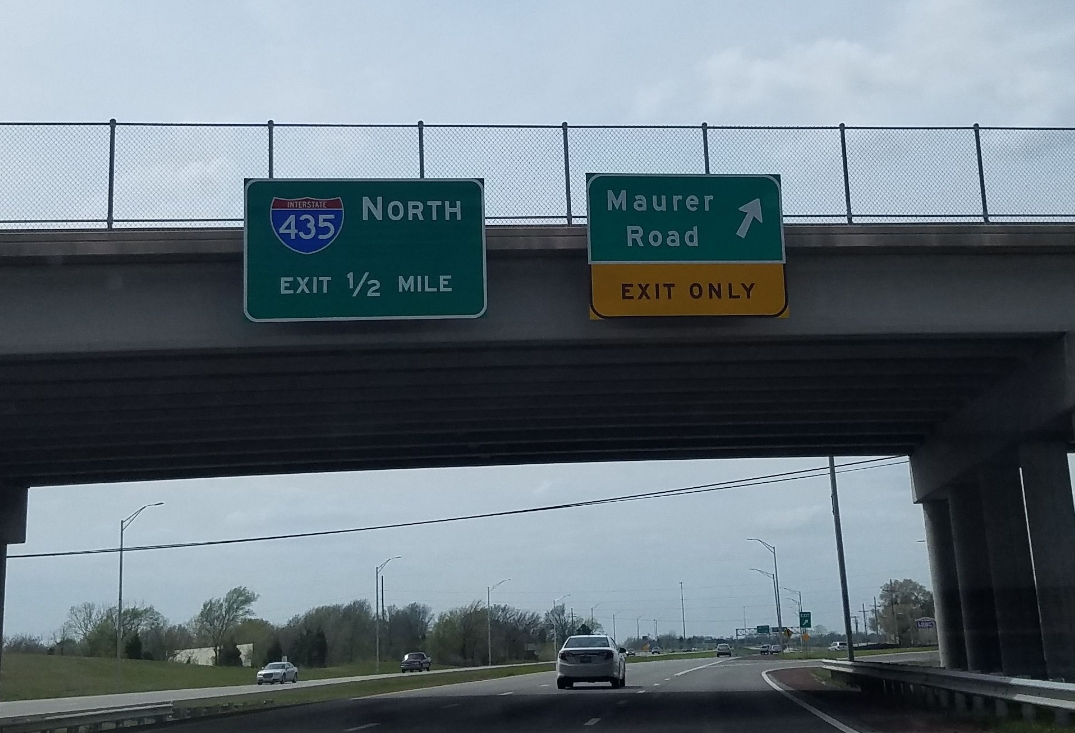 INTERSTATE
435 NORTH
EXIT 1/2 MILE
Maurer
Road
EXIT ONLY